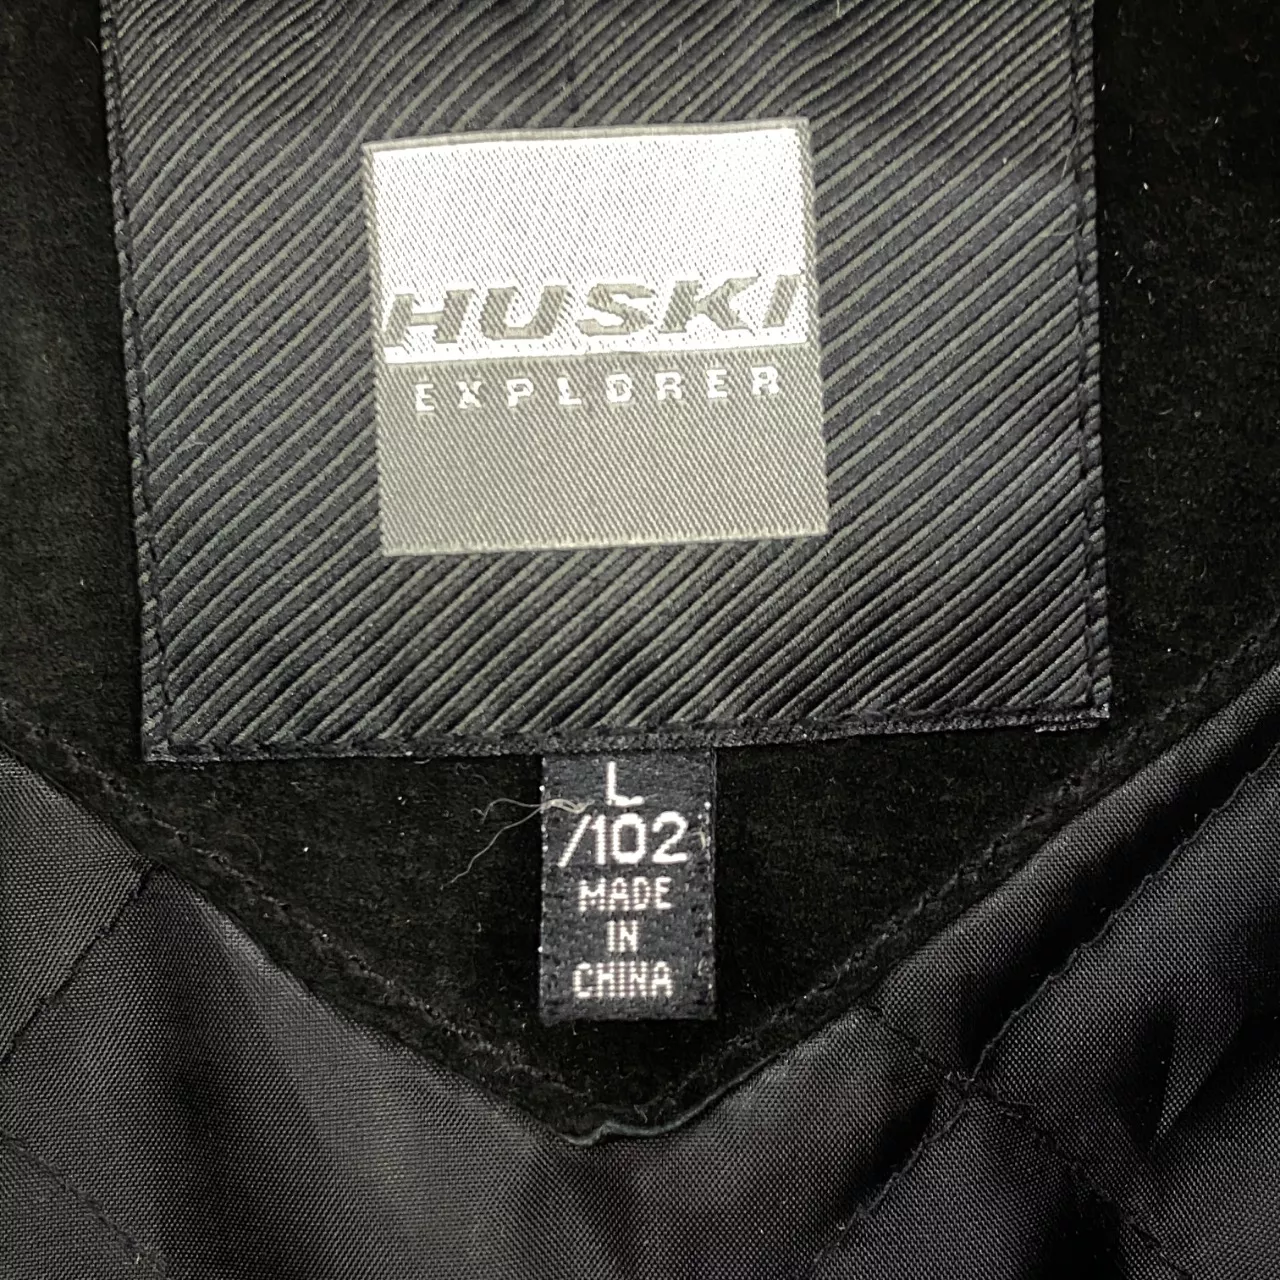 HUSKI
EXPLORER
L
/102
MADE
IN
CHINA